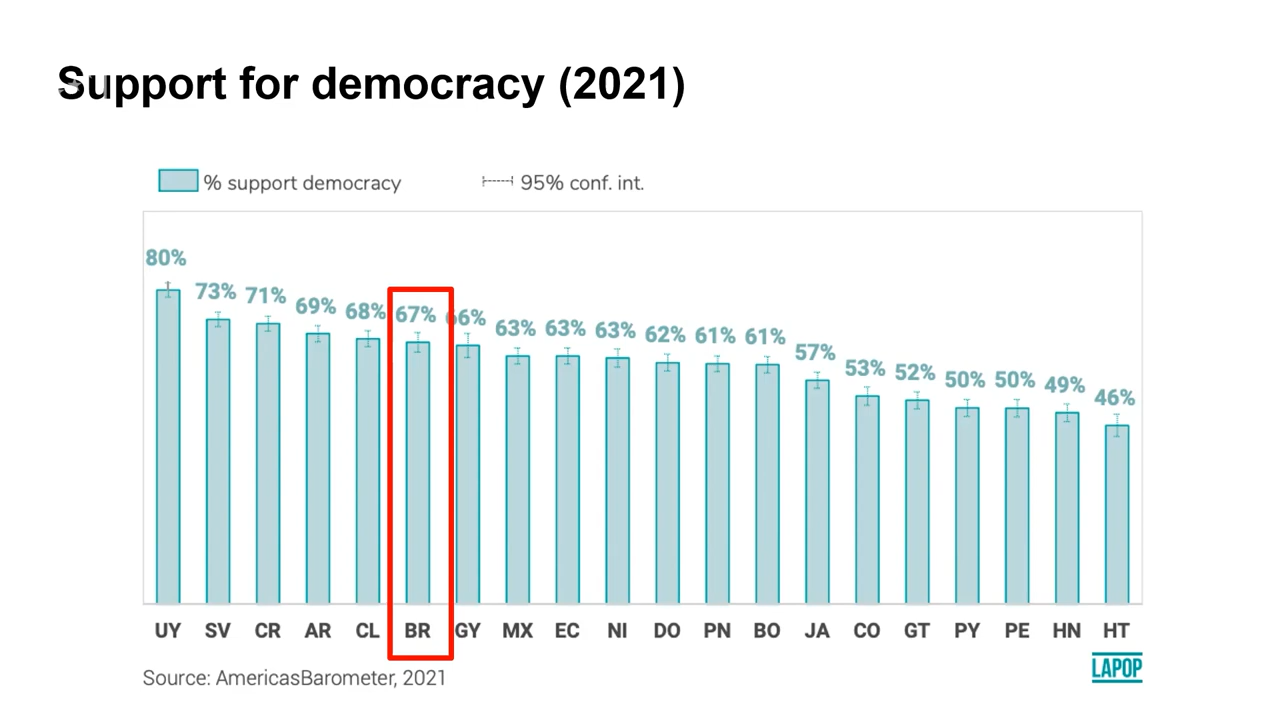 Support for democracy (2021)
% support democracy 95% conf. int.
80% 73% 71% 69% 68% 67% 66% 63% 63% 63% 62% 61% 61% 57% 53% 52% 50% 50% 49% 46%
UY SV CR AR CL BR GY MX EC NI DO PN BO JA CO GT PY PE HN HT
Source: AmericasBarometer, 2021
LAPOP